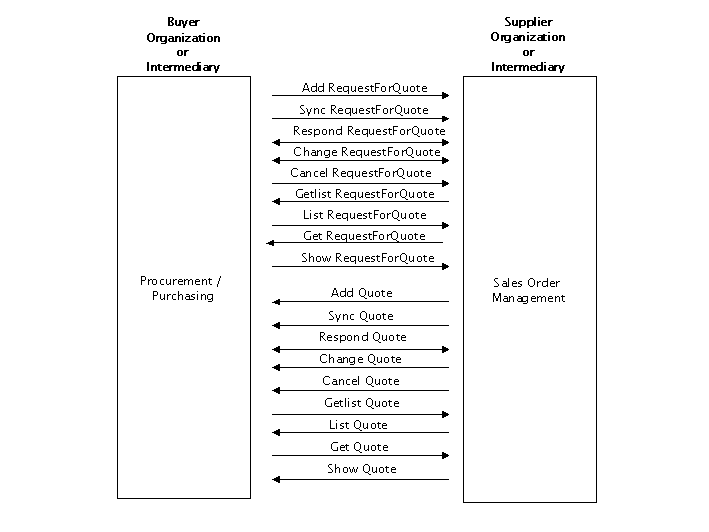 Buyer
Organization
or
Intermediary
Supplier
Organization
or
Intermediary
Add RequestForQuote
Sync RequestForQuote
Respond RequestForQuote
Change RequestForQuote
Cancel RequestForQuote
Getlist RequestForQuote
List RequestForQuote
Get RequestForQuote
Show RequestForQuote
Procurement /
Purchasing
Sales Order
Management
Add Quote
Sync Quote
Respond Quote
Change Quote
Cancel Quote
Getlist Quote
List Quote
Get Quote
Show Quote